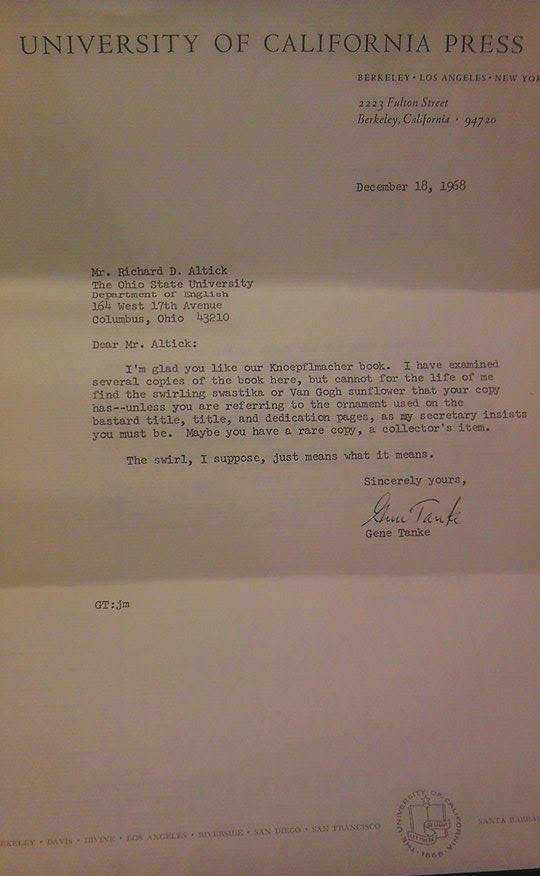 UNIVERSITY OF CALIFORNIA PRESS
BERKELEY • LOS ANGELES • NEW YOR
2223 Fulton Street
Berkeley, California • 94720
December 18, 1968
Mr. Richard D. Altick
The Ohio State University
Department of English
164 West 17th Avenue
Columbus, Ohio 43210
Dear Mr. Altick:
I'm glad you like our Knoepflmacher book. I have examined
several copies of the book here, but cannot for the life of me
find the swirling swastika or Van Gogh sunflower that your copy
has--unless you are referring to the ornament used on the
bastard title, title, and dedication pages, as my secretary insists
you must be. Maybe you have a rare copy, a collector's item.
The swirl, I suppose, just means what it means.
Sincerely yours,
Gene Tanke
Gene Tanke
GT:jm
RKELEY • DAVIS • IRVINE • LOS ANGELES • RIVERSIDE • SAN DIEGO • SAN FRANCISCO
SANTA BARBA